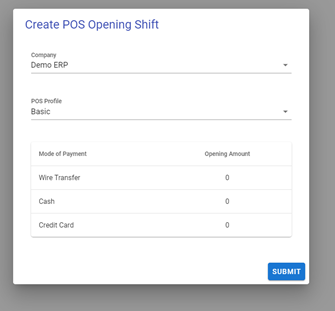 Create POS Opening Shift
Company
Demo ERP
POS Profile
Basic
Mode of Payment Opening Amount
Wire Transfer 0
Cash 0
Credit Card 0
SUBMIT